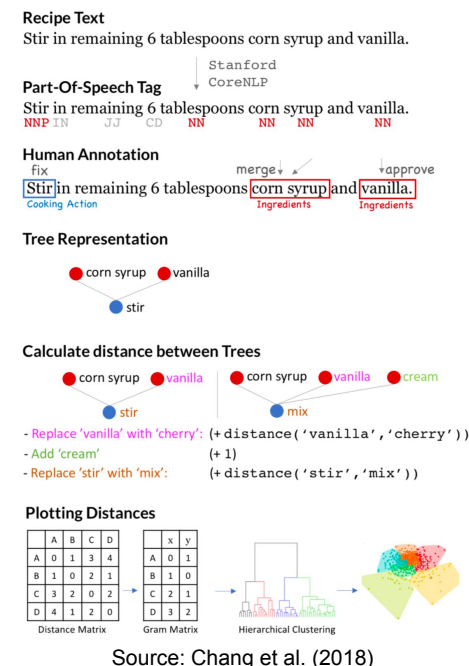 Recipe Text
Stir in remaining 6 tablespoons corn syrup and vanilla.
Stanford
CoreNLP
Part-Of-Speech Tag
Stir in remaining 6 tablespoons corn syrup and vanilla.
NNP IN JJ CD NN NN NN NN
Human Annotation
fix merge approve
Stir in remaining 6 tablespoons corn syrup and vanilla.
Cooking Action Ingredients Ingredients
Tree Representation
corn syrup vanilla
stir
Calculate distance between Trees
corn syrup vanilla corn syrup vanilla cream
stir mix
- Replace 'vanilla' with 'cherry': (+distance('vanilla','cherry'))
- Add 'cream' (+1)
- Replace 'stir' with 'mix': (+distance('stir','mix'))
Plotting Distances
A B C D x y
A 0 1 3 4 A 0 1
B 1 0 2 1 B 1 0
C 3 2 0 2 C 2 1
D 4 1 2 0 D 3 2
Distance Matrix Gram Matrix Hierarchical Clustering
Source: Chang et al. (2018)